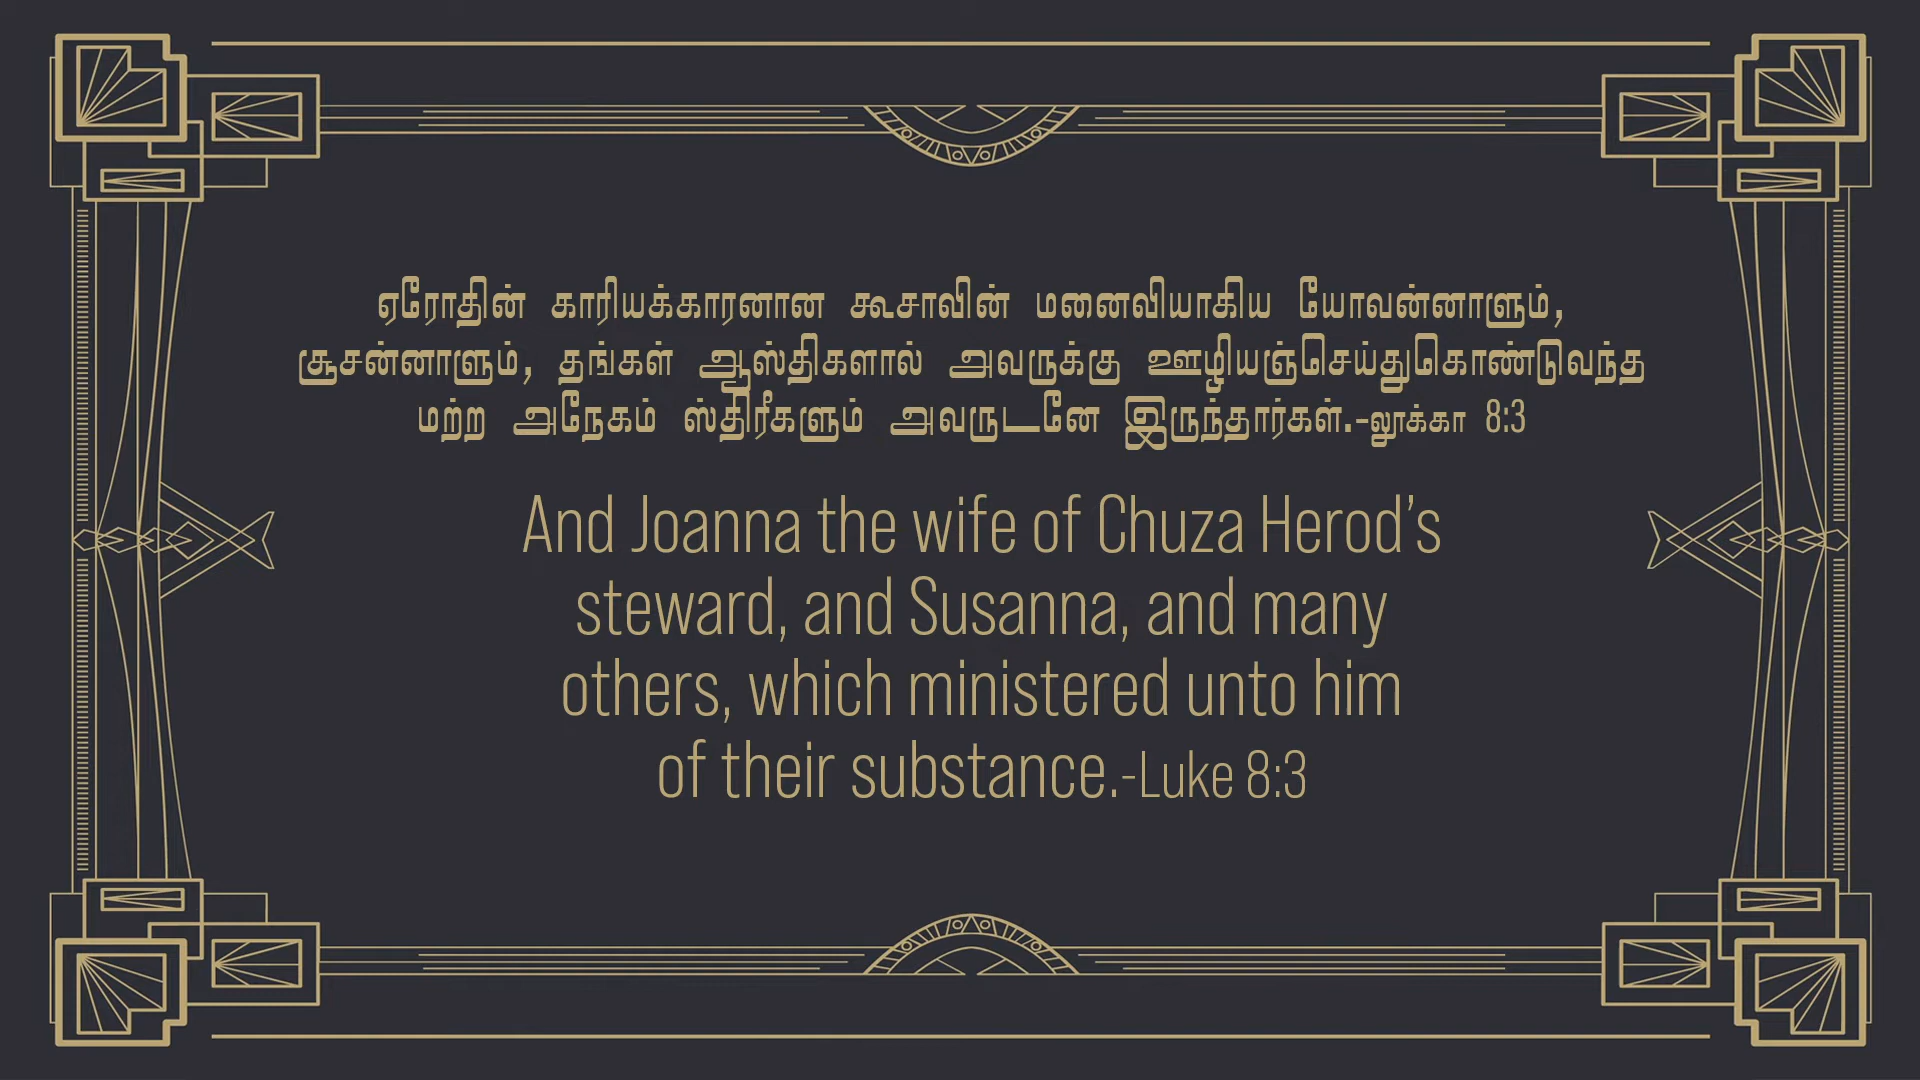 ஏரோதின் காரியக்காரனான கூசாவின் மனைவியாகிய யோவன்னாளும்,
சூசன்னாளும், தங்கள் ஆஸ்திகளால் அவருக்கு ஊழியஞ்செய்துகொண்டுவந்த
மற்ற அநேகம் ஸ்திரீகளும் அவருடனே இருந்தார்கள்.-லூக்கா 8:3
And Joanna the wife of Chuza Herod’s
steward, and Susanna, and many
others, which ministered unto him
of their substance.-Luke 8:3